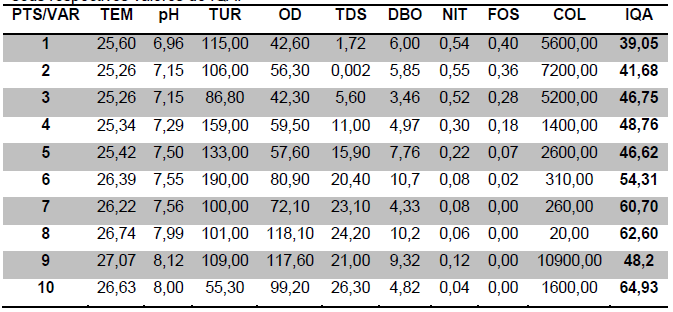 PTS/VAR TEM pH TUR OD TDS DBO NIT FOS COL IQA
1 25,60 6,96 115,00 42,60 1,72 6,00 0,54 0,40 5600,00 39,05
2 25,26 7,15 106,00 56,30 0,002 5,85 0,55 0,36 7200,00 41,68
3 25,26 7,15 86,80 42,30 5,60 3,46 0,52 0,28 5200,00 46,75
4 25,34 7,29 159,00 59,50 11,00 4,97 0,30 0,18 1400,00 48,76
5 25,42 7,50 133,00 57,60 15,90 7,76 0,22 0,07 2600,00 46,62
6 26,39 7,55 190,00 80,90 20,40 10,7 0,08 0,02 310,00 54,31
7 26,22 7,56 100,00 72,10 23,10 4,33 0,08 0,00 260,00 60,70
8 26,74 7,99 101,00 118,10 24,20 10,2 0,06 0,00 20,00 62,60
9 27,07 8,12 109,00 117,60 21,00 9,32 0,12 0,00 10900,00 48,2
10 26,63 8,00 55,30 99,20 26,30 4,82 0,04 0,00 1600,00 64,93